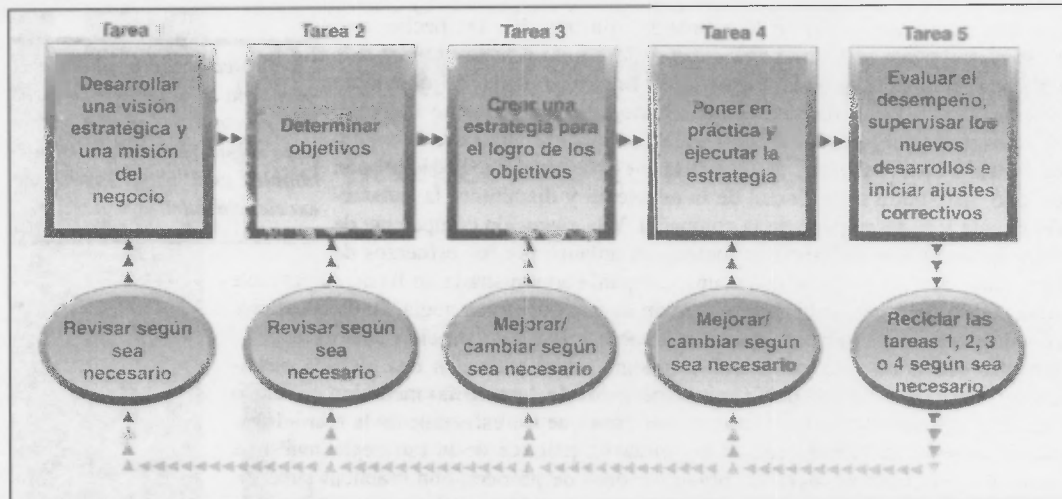 Tarea 1
Desarrollar
una visión
estratégica y
una misión
del
negocio
Tarea 2
Determinar
objetivos
Tarea 3
Crear una
estrategia para
el logro de los
objetivos
Tarea 4
Poner en
práctica y
ejecutar la
estrategia
Tarea 5
Evaluar el
desempeño,
supervisar los
nuevos
desarrollos e
iniciar ajustes
correctivos
Revisar según
sea
necesario
Revisar según
sea
necesario
Mejorar/
cambiar según
sea necesario
Mejorar/
cambiar según
sea necesario
Reciclar las
tareas 1, 2, 3
o 4 según sea
necesario